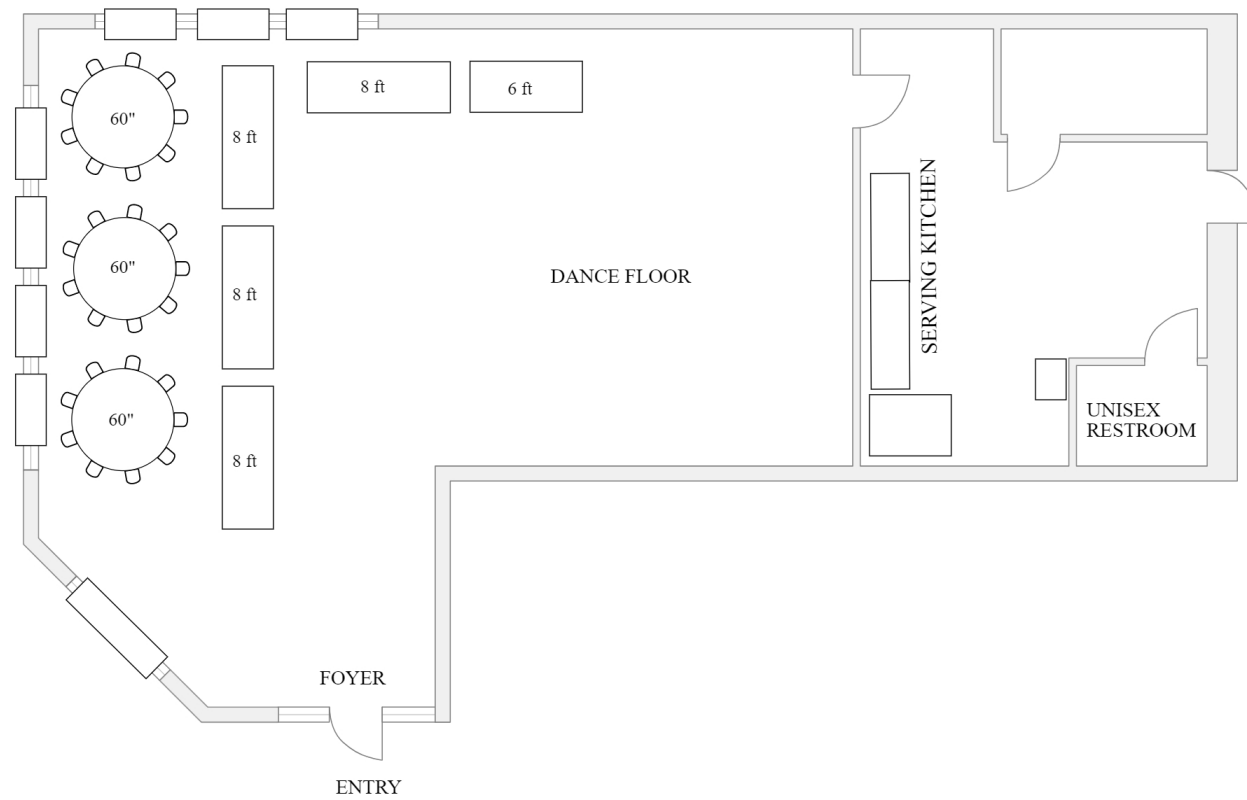 8 ft
6 ft
60"
8 ft
SERVING KITCHEN
60"
DANCE FLOOR
8 ft
UNISEX
RESTROOM
60"
8 ft
FOYER
ENTRY